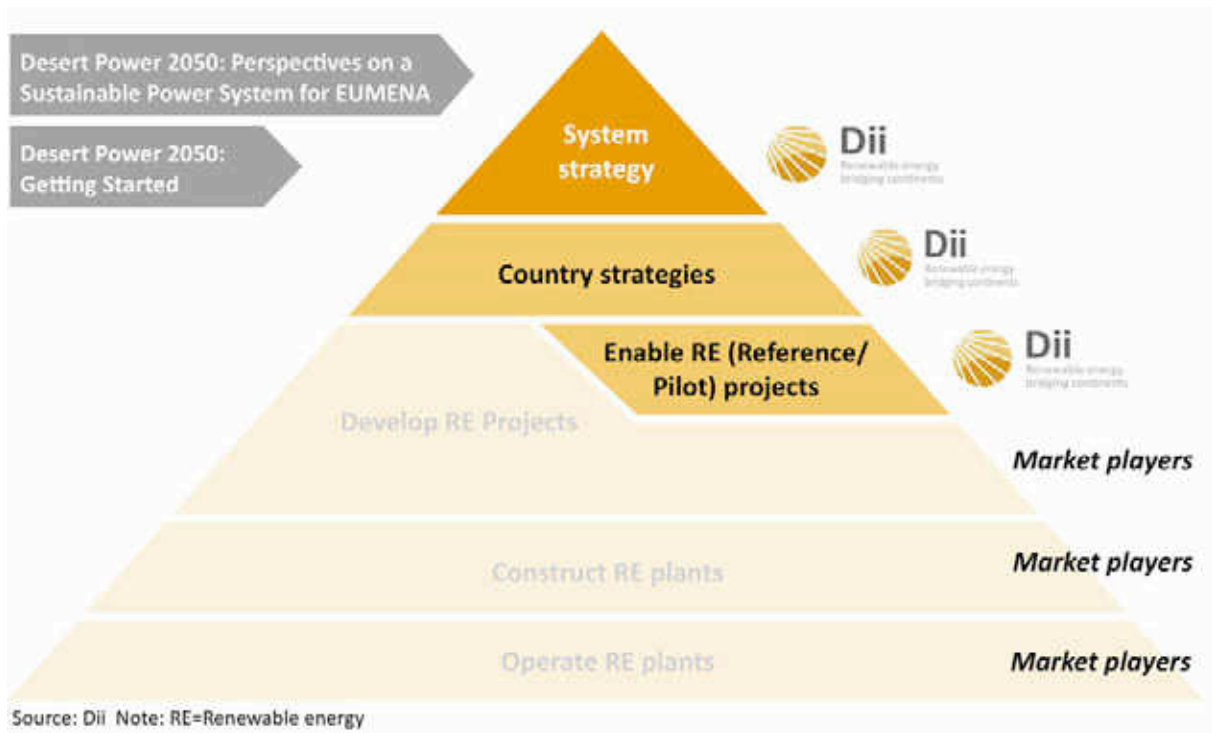 Desert Power 2050: Perspectives on a
Sustainable Power System for EUMENA
Desert Power 2050:
Getting Started
System
strategy
Dii
Renewable energy
bridging continents
Country strategies
Dii
Renewable energy
bridging continents
Enable RE (Reference/
Pilot) projects
Dii
Renewable energy
bridging continents
Develop RE Projects
Market players
Construct RE plants
Market players
Operate RE plants
Market players
Source: Dii Note: RE=Renewable energy